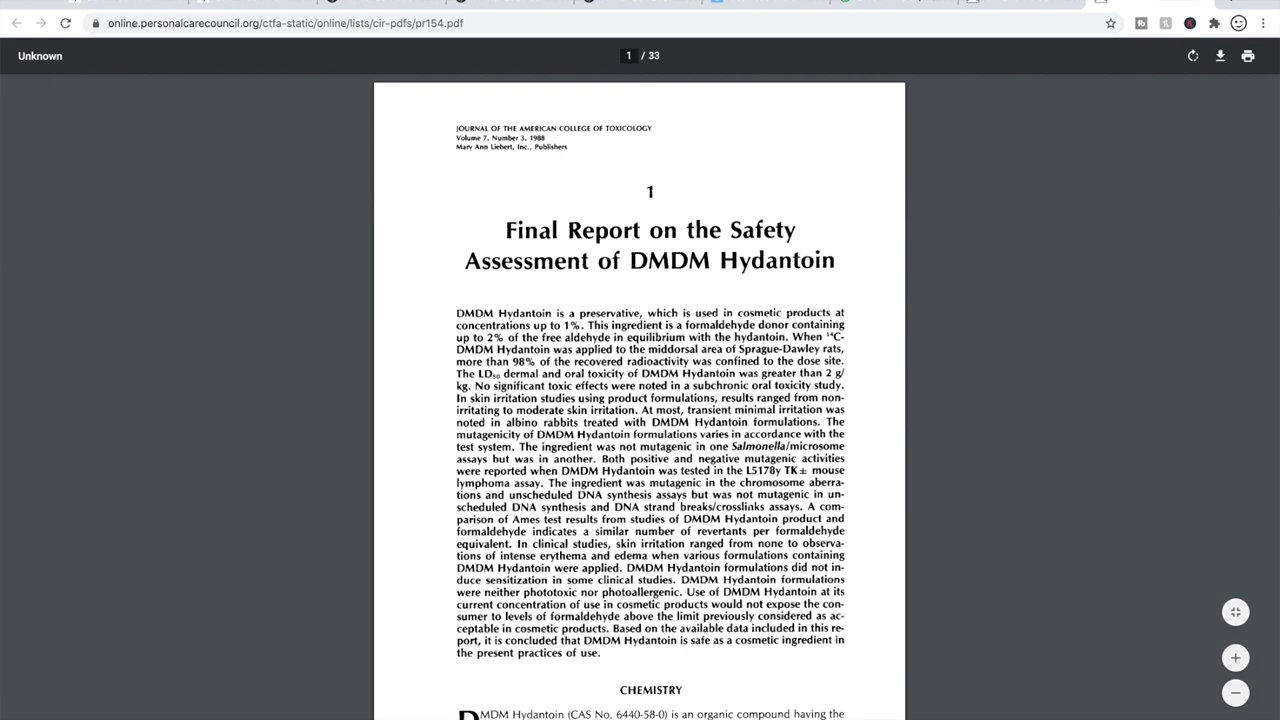 online.personalcarecouncil.org/ctfa-static/online/lists/cir-pdfs/pr154.pdf
Unknown
1 / 33
JOURNAL OF THE AMERICAN COLLEGE OF TOXICOLOGY
Volume 7, Number 3, 1988
Mary Ann Liebert, Inc., Publishers
1
Final Report on the Safety
Assessment of DMDM Hydantoin
DMDM Hydantoin is a preservative, which is used in cosmetic products at
concentrations up to 1%. This ingredient is a formaldehyde donor containing
up to 2% of the free aldehyde in equilibrium with the hydantoin. When ¹⁴C-
DMDM Hydantoin was applied to the middorsal area of Sprague-Dawley rats,
more than 98% of the recovered radioactivity was confined to the dose site.
The LD₅₀ dermal and oral toxicity of DMDM Hydantoin was greater than 2 g/
kg. No significant toxic effects were noted in a subchronic oral toxicity study.
In skin irritation studies using product formulations, results ranged from non-
irritating to moderate skin irritation. At most, transient minimal irritation was
noted in albino rabbits treated with DMDM Hydantoin formulations. The
mutagenicity of DMDM Hydantoin formulations varies in accordance with the
test system. The ingredient was not mutagenic in one Salmonella/microsome
assays but was in another. Both positive and negative mutagenic activities
were reported when DMDM Hydantoin was tested in the L5178y TK± mouse
lymphoma assay. The ingredient was mutagenic in the chromosome aberra-
tions and unscheduled DNA synthesis assays but was not mutagenic in un-
scheduled DNA synthesis and DNA strand breaks/crosslinks assays. A com-
parison of Ames test results from studies of DMDM Hydantoin product and
formaldehyde indicates a similar number of revertants per formaldehyde
equivalent. In clinical studies, skin irritation ranged from none to observa-
tions of intense erythema and edema when various formulations containing
DMDM Hydantoin were applied. DMDM Hydantoin formulations did not in-
duce sensitization in some clinical studies. DMDM Hydantoin formulations
were neither phototoxic nor photoallergenic. Use of DMDM Hydantoin at its
current concentration of use in cosmetic products would not expose the con-
sumer to levels of formaldehyde above the limit previously considered as ac-
ceptable in cosmetic products. Based on the available data included in this re-
port, it is concluded that DMDM Hydantoin is safe as a cosmetic ingredient in
the present practices of use.
CHEMISTRY
DMDM Hydantoin (CAS No. 6440-58-0) is an organic compound having the